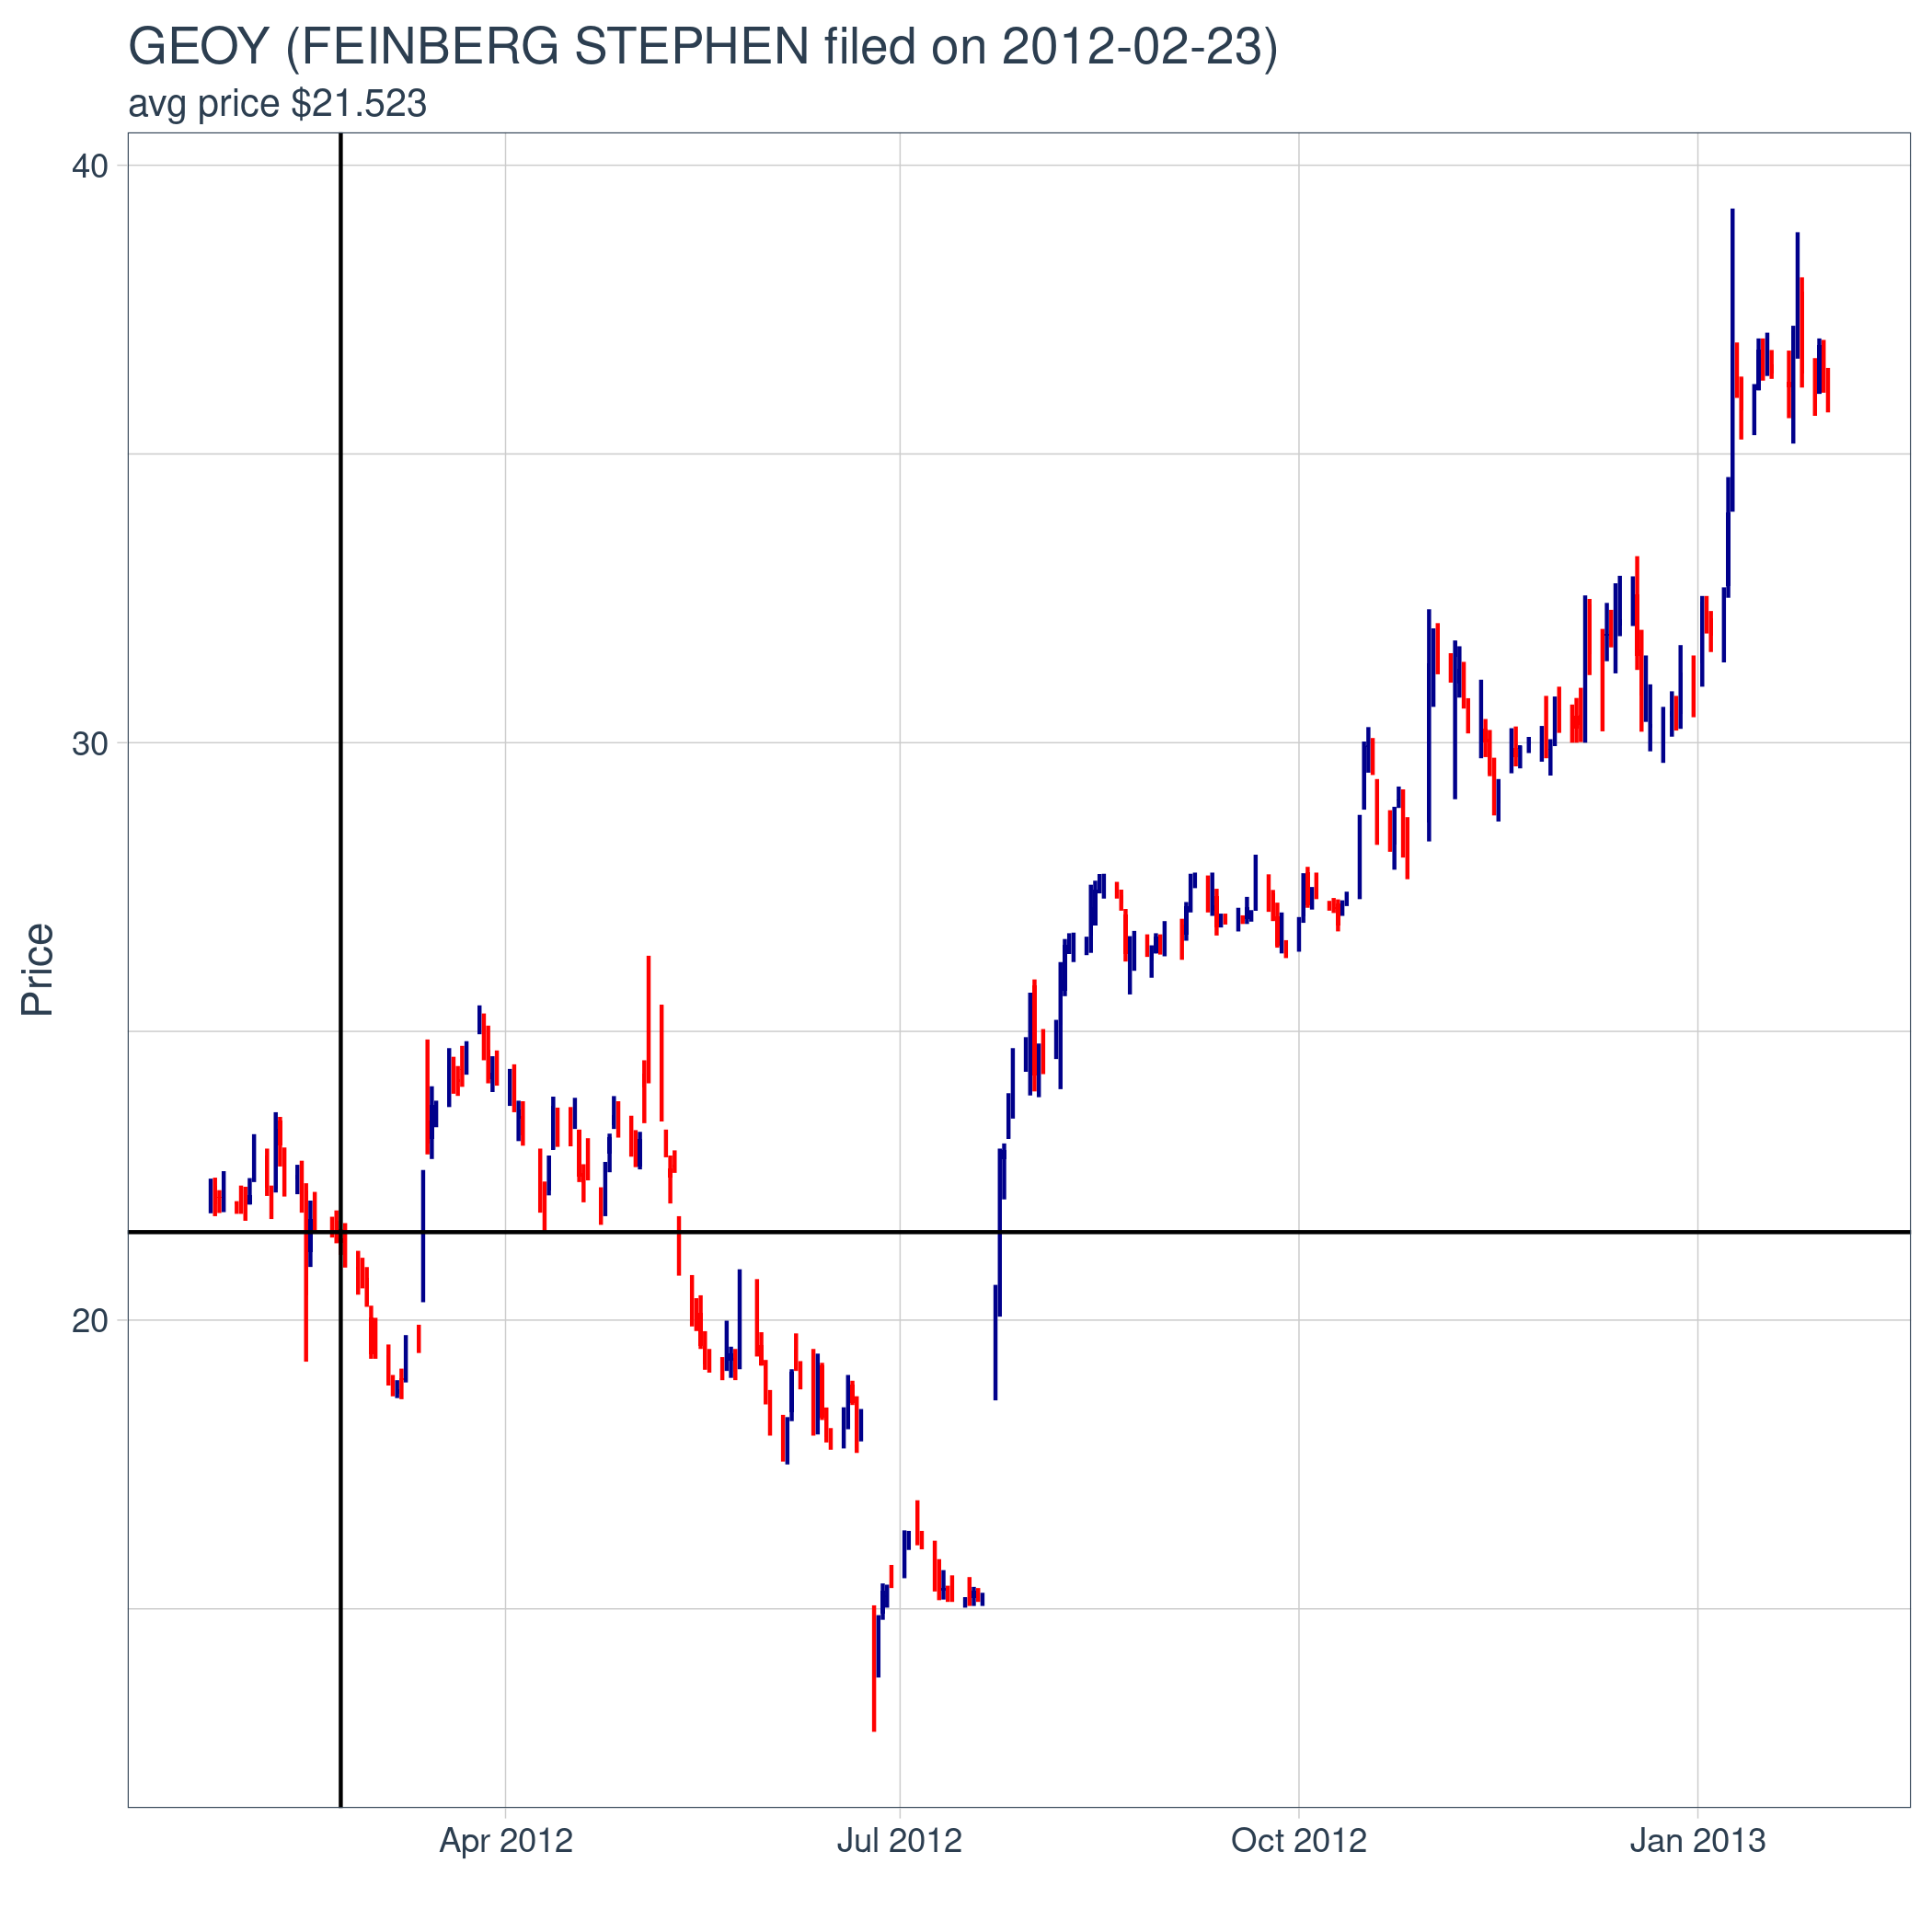 GEOY (FEINBERG STEPHEN filed on 2012-02-23)
avg price $21.523
40
30
20
Price
Apr 2012
Jul 2012
Oct 2012
Jan 2013